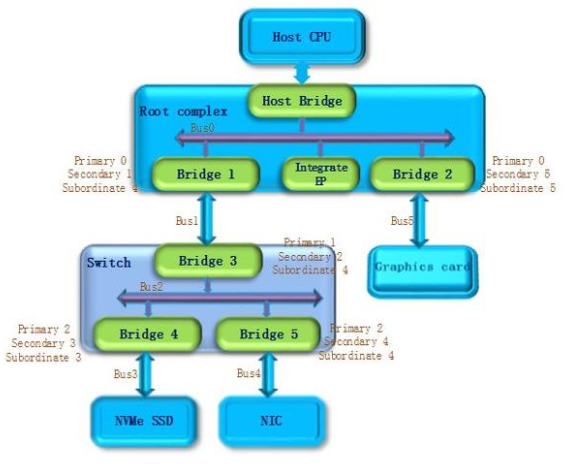 Host CPU
Host Bridge
Root complex
Bus0
Primary 0
Secondary 1
Subordinate 4
Bridge 1
Integrate
EP
Bridge 2
Primary 0
Secondary 5
Subordinate 5
Bus1
Bus5
Switch
Bridge 3
Primary 1
Secondary 2
Subordinate 4
Graphics card
Bus2
Primary 2
Secondary 3
Subordinate 3
Bridge 4
Bridge 5
Primary 2
Secondary 4
Subordinate 4
Bus3
Bus4
NVMe SSD
NIC